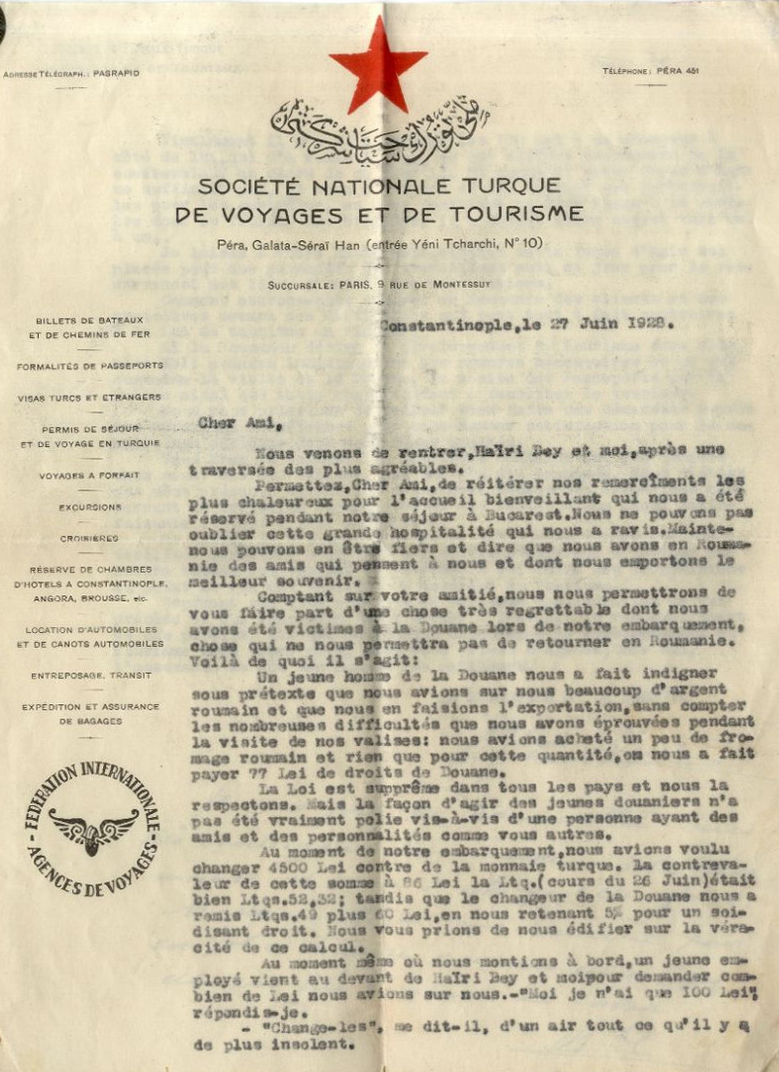 ADRESSE TÉLÉGRAPH.: PASRAPID
TÉLÉPHONE: PÉRA 451
ملی تورك سیاحت شركتی
SOCIÉTÉ NATIONALE TURQUE
DE VOYAGES ET DE TOURISME
Péra, Galata-Séraï Han (entrée Yéni Tcharchi, N° 10)
SUCCURSALE: PARIS, 9 RUE DE MONTESSUY
BILLETS DE BATEAUX
ET DE CHEMINS DE FER
FORMALITÉS DE PASSEPORTS
VISAS TURCS ET ETRANGERS
PERMIS DE SÉJOUR
ET DE VOYAGE EN TURQUIE
VOYAGES A FORFAIT
EXCURSIONS
CROISIÈRES
RÉSERVE DE CHAMBRES
D'HOTELS A CONSTANTINOPLE,
ANGORA, BROUSSE, etc.
LOCATION D'AUTOMOBILES
ET DE CANOTS AUTOMOBILES
ENTREPOSAGE, TRANSIT
EXPÉDITION ET ASSURANCE
DE BAGAGES
- FÉDÉRATION INTERNATIONALE -
AGENCES DE VOYAGES
Constantinople,le 27 Juin 1928.
Cher Ami,
Nous venons de rentrer,Haïri Bey et moi,après une
traversée des plus agréables.
Permettez,Cher Ami,de réitérer nos remercîments les
plus chaleureux pour l'accueil bienveillant qui nous a été
réservé pendant notre séjour à Bucarest.Nous ne pouvons pas
oublier cette grande hospitalité qui nous a ravis.Mainte-
nous pouvons en être fiers et dire que nous avons en Rouma-
nie des amis qui pensent à nous et dont nous emportons le
meilleur souvenir.
Comptant sur votre amitié,nous nous permettrons de
vous faire part d'une chose très regrettable dont nous
avons été victimes à la Douane lors de notre embarquement,
chose qui ne nous permettra pas de retourner en Roumanie.
Voilà de quoi il s'agit:
Un jeune homme de la Douane nous a fait indigner
sous prétexte que nous avions sur nous beaucoup d'argent
roumain et que nous en faisions l'exportation,sans compter
les nombreuses difficultés que nous avons éprouvées pendant
la visite de nos valises: nous avions acheté un peu de fro-
mage roumain et rien que pour cette quantité,on nous a fait
payer 77 Lei de droits de Douane.
La Loi est supprême dans tous les pays et nous la
respectons. Mais la façon d'agir des jeunes douaniers n'a
pas été vraiment polie vis-à-vis d'une personne ayant des
amis et des personnalités comme vous autres.
Au moment de notre embarquement,nous avions voulu
changer 4500 Lei contre de la monnaie turque. La contreva-
leur de cette somme à 86 Lei la Ltq.(cours du 26 Juin)était
bien Ltqs.52,32; tandis que le changeur de la Douane nous a
remis Ltqs.49 plus 60 Lei,en nous retenant 5% pour un soi-
disant droit. Nous vous prions de nous édifier sur la véra-
cité de ce calcul.
Au moment même où nous montions à bord,un jeune em-
ployé vient au devant de Haïri Bey et moipour demander com-
bien de Lei nous avions sur nous.-"Moi je n'ai que 100 Lei",
répondis-je.
- "Change-les", me dit-il, d'un air tout ce qu'il y a
de plus insolent.